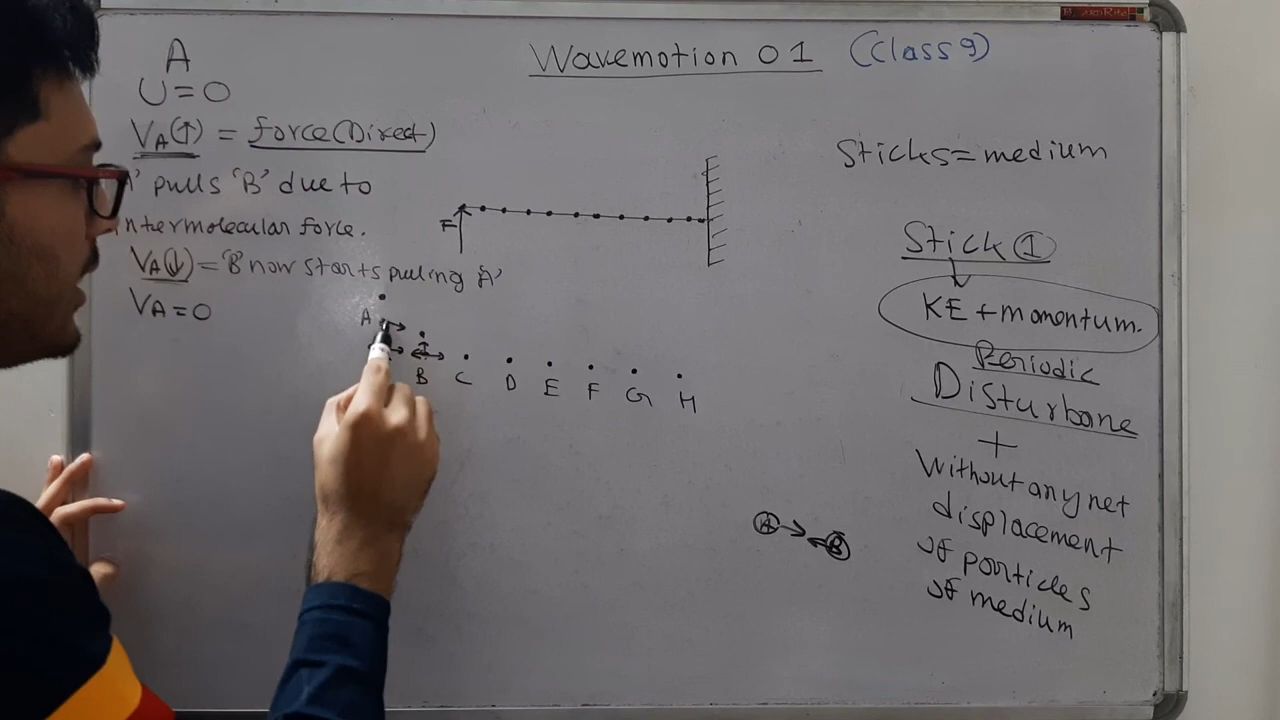 Wavemotion 01 (Class 9)
A
U=0
VA(↑) = force(Direct)
A' pulls 'B' due to
intermolecular force.
VA(↓) = 'B' now starts pulling 'A'
VA=0
F
A
B C D E F G H
Sticks=medium
Stick ①
KE+momentum.
Periodic
Disturbane
+
Without any net
displacement
of particles
of medium
A B